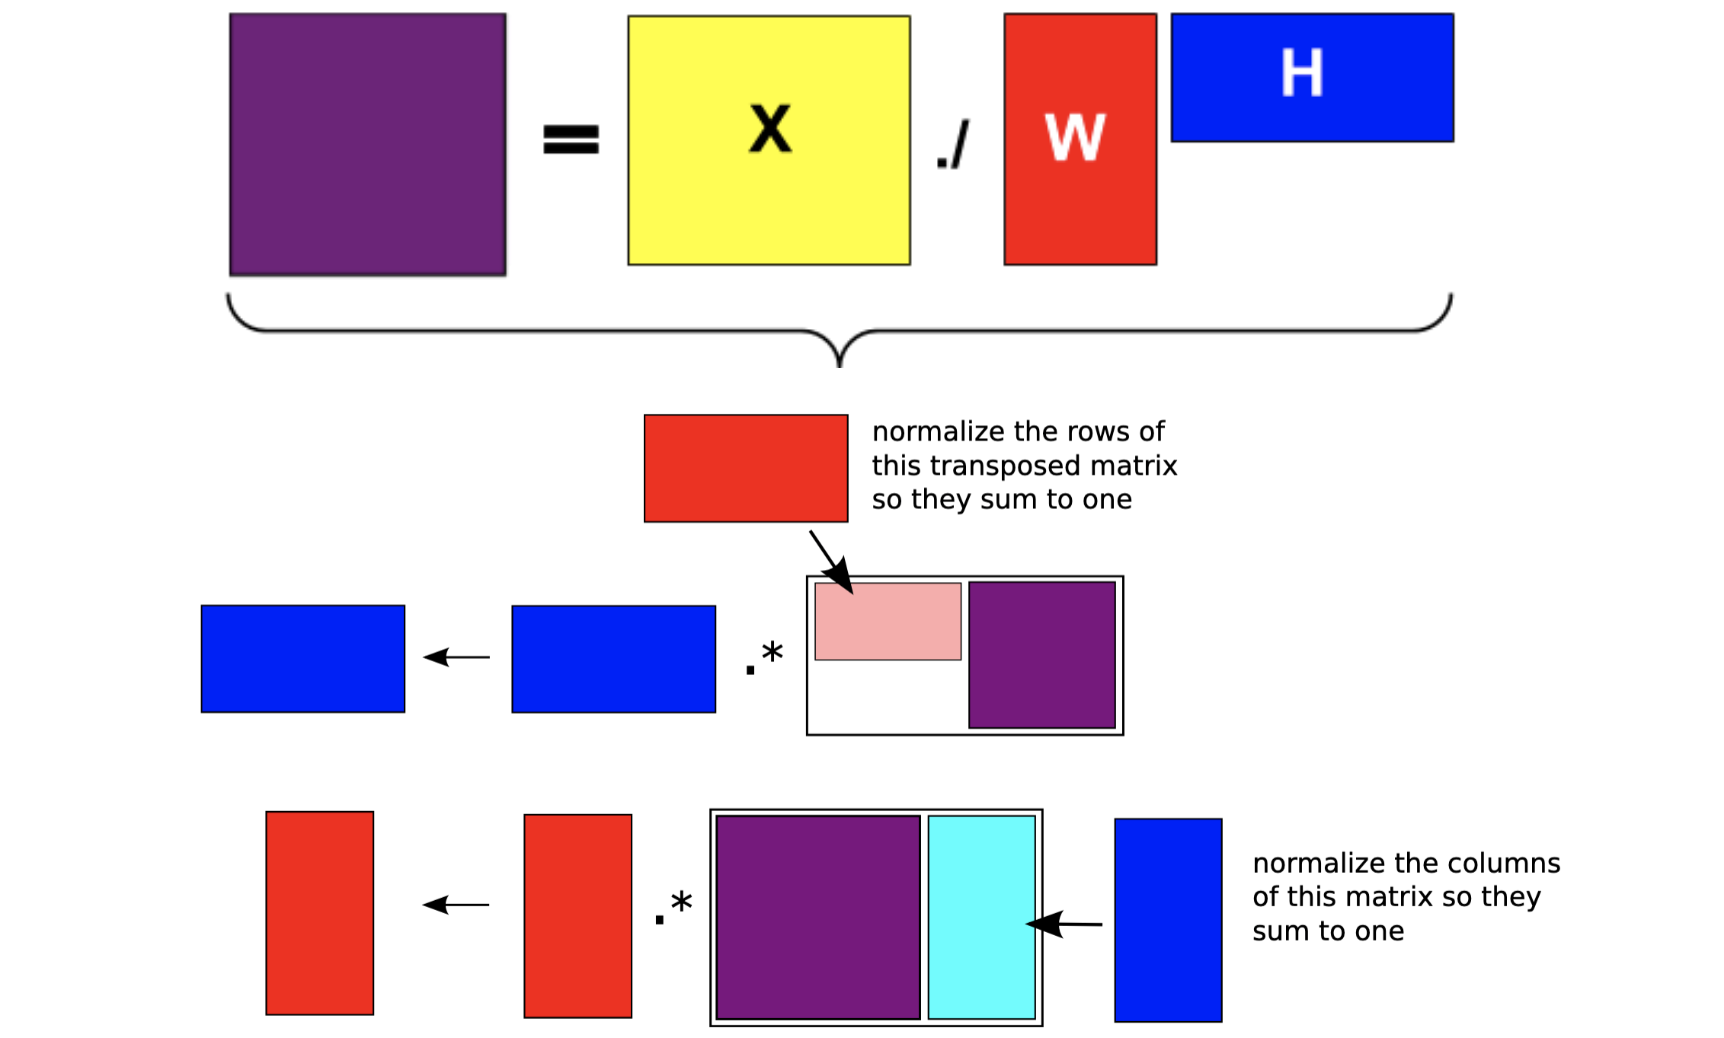 = X ./ W H
normalize the rows of
this transposed matrix
so they sum to one
.*
.*
normalize the columns
of this matrix so they
sum to one